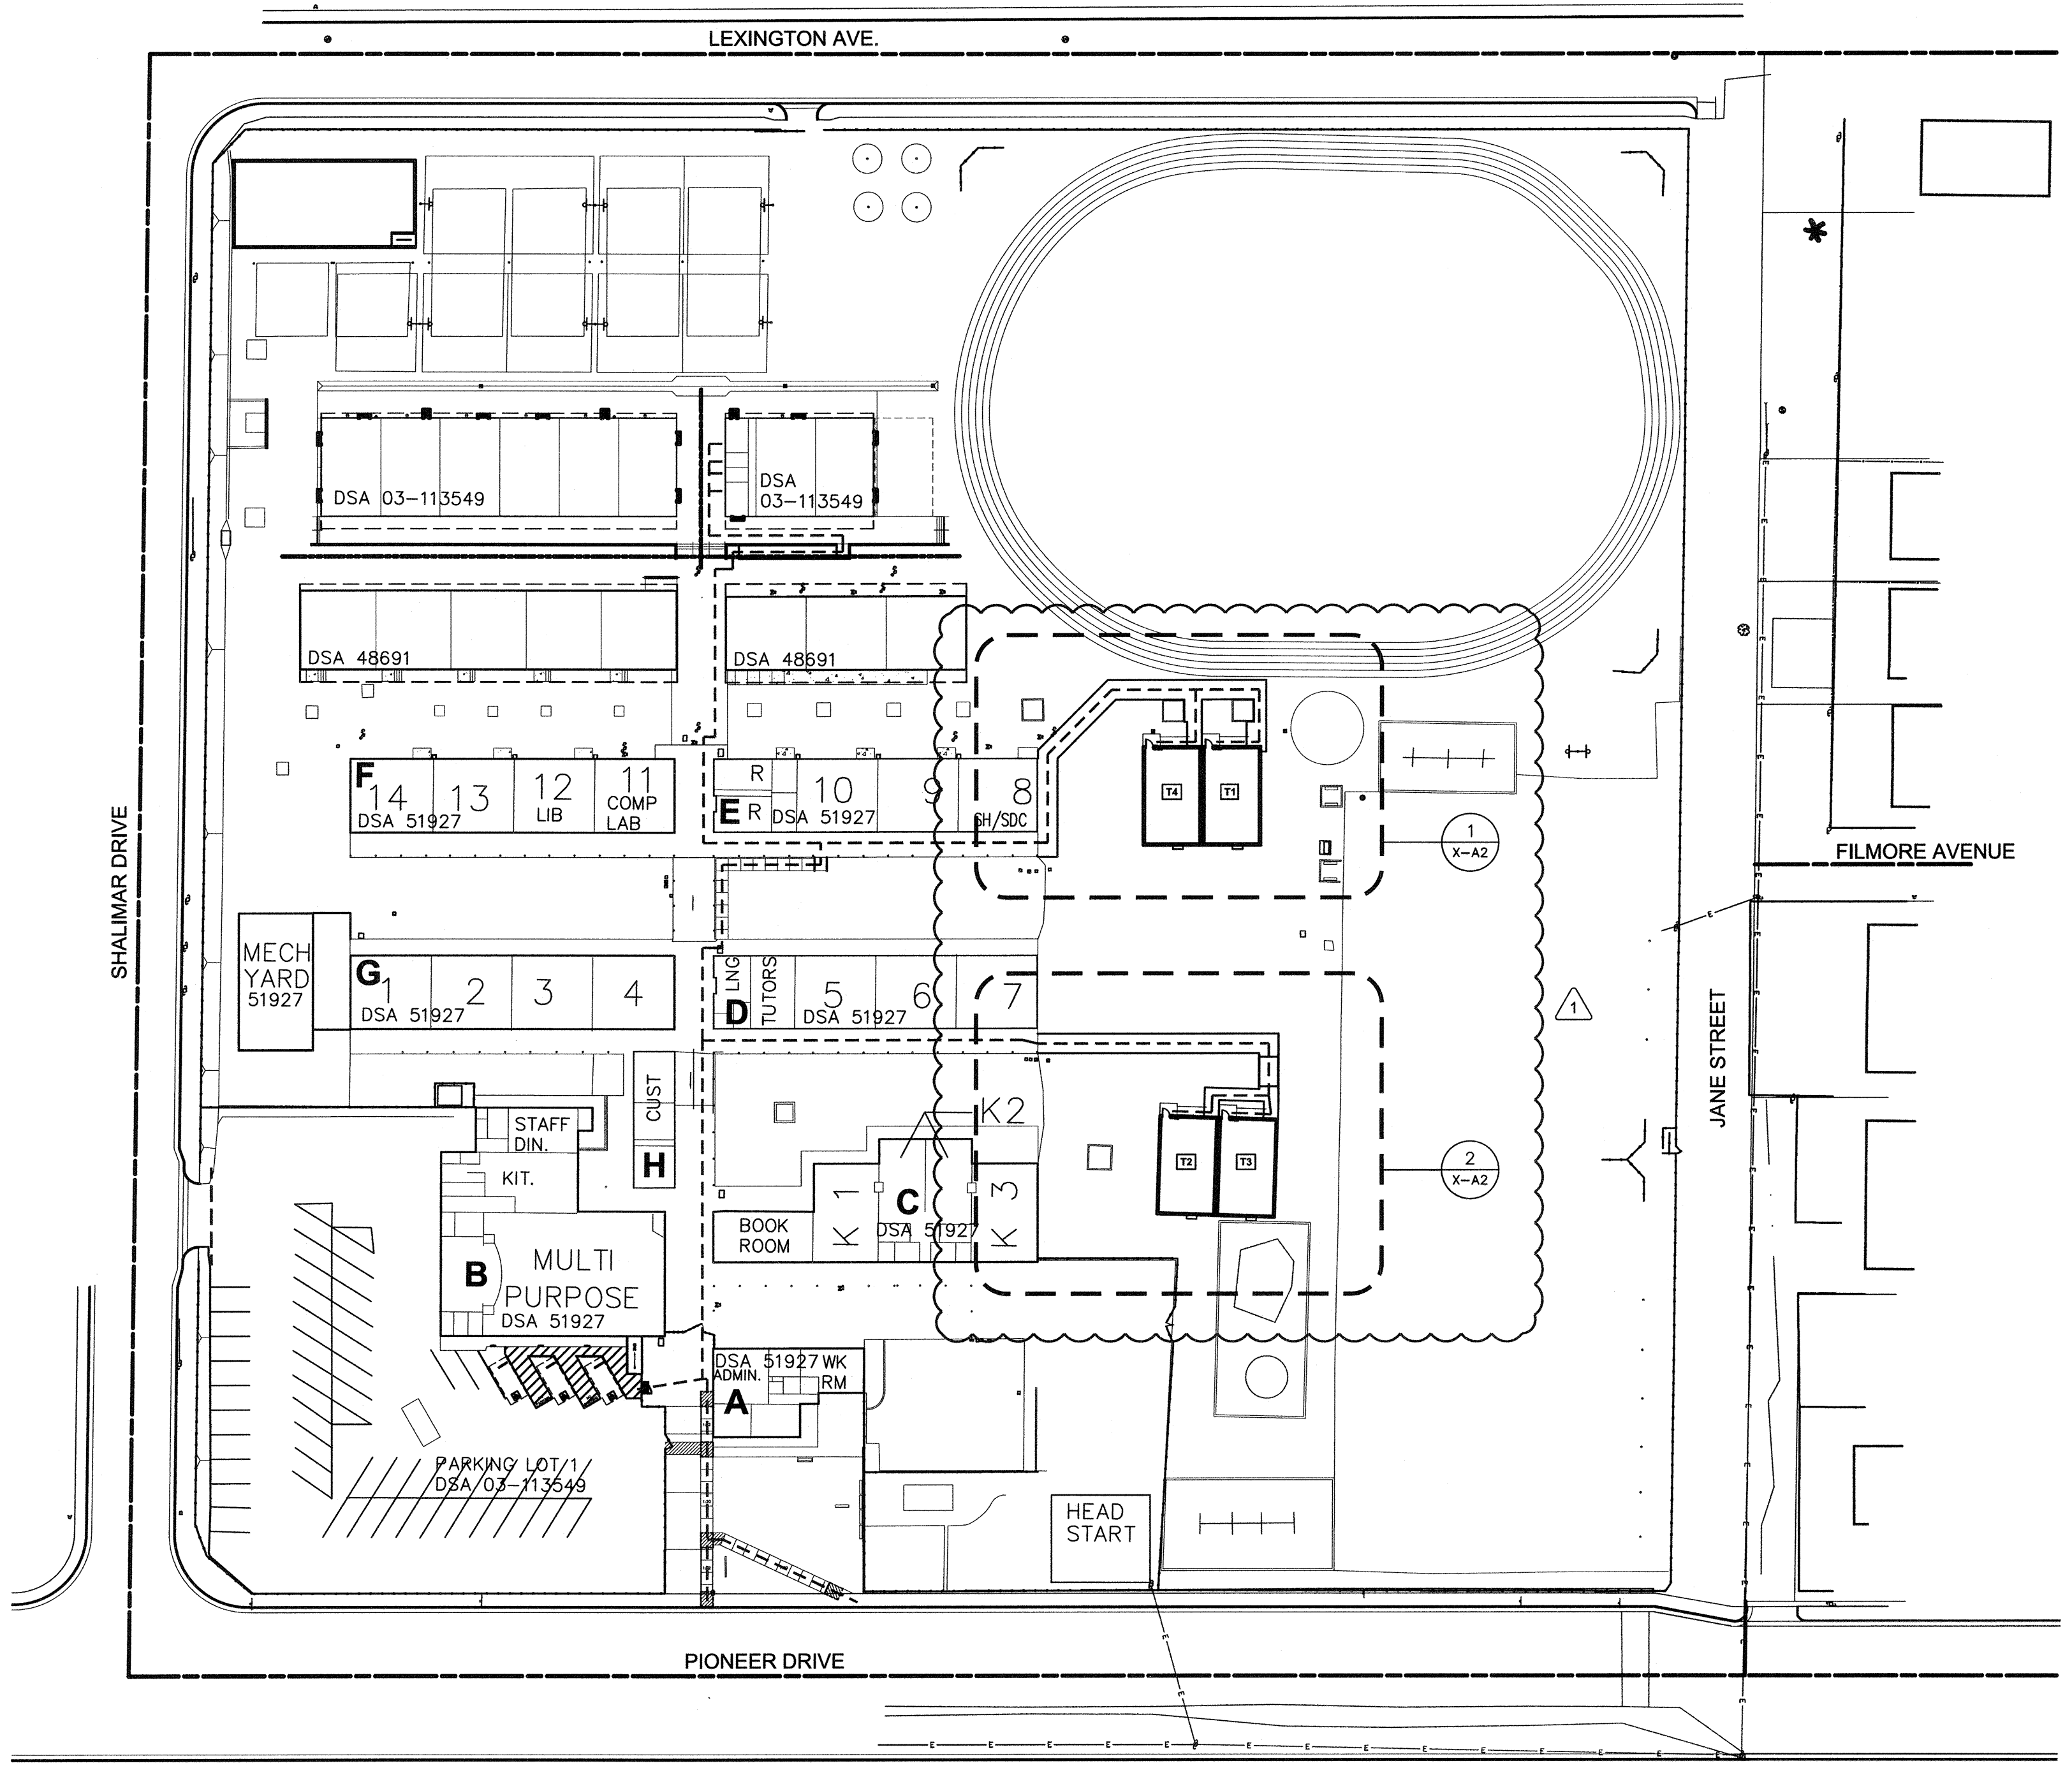 LEXINGTON AVE.
DSA 03-113549
DSA
03-113549
DSA 48691
DSA 48691
F
14
13
12
11
LIB
COMP
LAB
DSA 51927
R
R
E
10
9
8
DSA 51927
SH/SDC
T4
T1
1
X-A2
FILMORE AVENUE
SHALIMAR DRIVE
MECH
YARD
51927
G
1
2
3
4
DSA 51927
D
LNG
TUTORS
5
6
7
DSA 51927
1
JANE STREET
CUST
H
STAFF
DIN.
KIT.
K2
K 1
C
K 3
DSA 51927
BOOK
ROOM
T2
T3
2
X-A2
B
MULTI
PURPOSE
DSA 51927
DSA 51927
WK
RM
ADMIN.
A
PARKING LOT 1
DSA 03-113549
HEAD
START
E
E
E
PIONEER DRIVE
E E E E E E E E E E E E E E